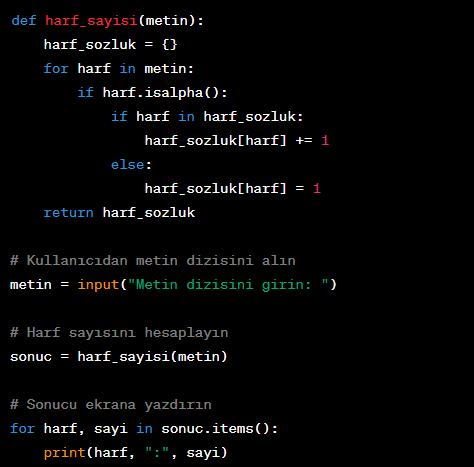 def harf_sayisi(metin):
    harf_sozluk = {}
    for harf in metin:
        if harf.isalpha():
            if harf in harf_sozluk:
                harf_sozluk[harf] += 1
            else:
                harf_sozluk[harf] = 1
    return harf_sozluk

# Kullanıcıdan metin dizisini alın
metin = input("Metin dizisini girin: ")

# Harf sayısını hesaplayın
sonuc = harf_sayisi(metin)

# Sonucu ekrana yazdırın
for harf, sayi in sonuc.items():
    print(harf, ":", sayi)